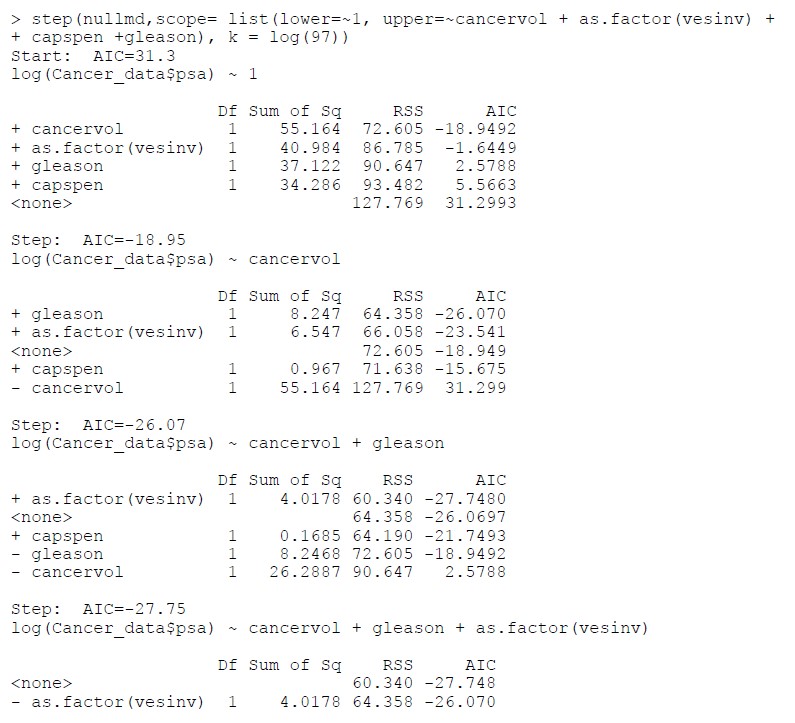 > step(nullmd,scope= list(lower=~1, upper=~cancervol + as.factor(vesinv) +
+ capspen +gleason), k = log(97))
Start:  AIC=31.3
log(Cancer_data$psa) ~ 1

                    Df Sum of Sq     RSS      AIC
+ cancervol          1    55.164  72.605 -18.9492
+ as.factor(vesinv)  1    40.984  86.785  -1.6449
+ gleason            1    37.122  90.647   2.5788
+ capspen            1    34.286  93.482   5.5663
<none>                           127.769  31.2993

Step:  AIC=-18.95
log(Cancer_data$psa) ~ cancervol

                    Df Sum of Sq     RSS     AIC
+ gleason            1     8.247  64.358 -26.070
+ as.factor(vesinv)  1     6.547  66.058 -23.541
<none>                            72.605 -18.949
+ capspen            1     0.967  71.638 -15.675
- cancervol          1    55.164 127.769  31.299

Step:  AIC=-26.07
log(Cancer_data$psa) ~ cancervol + gleason

                    Df Sum of Sq    RSS      AIC
+ as.factor(vesinv)  1    4.0178 60.340 -27.7480
<none>                           64.358 -26.0697
+ capspen            1    0.1685 64.190 -21.7493
- gleason            1    8.2468 72.605 -18.9492
- cancervol          1   26.2887 90.647   2.5788

Step:  AIC=-27.75
log(Cancer_data$psa) ~ cancervol + gleason + as.factor(vesinv)

                    Df Sum of Sq    RSS     AIC
<none>                           60.340 -27.748
- as.factor(vesinv)  1    4.0178 64.358 -26.070